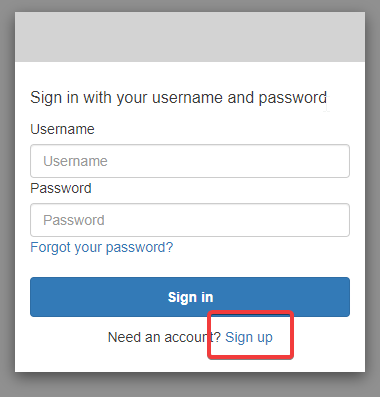 Sign in with your username and password
Username
Username
Password
Password
Forgot your password?
Sign in
Need an account? Sign up